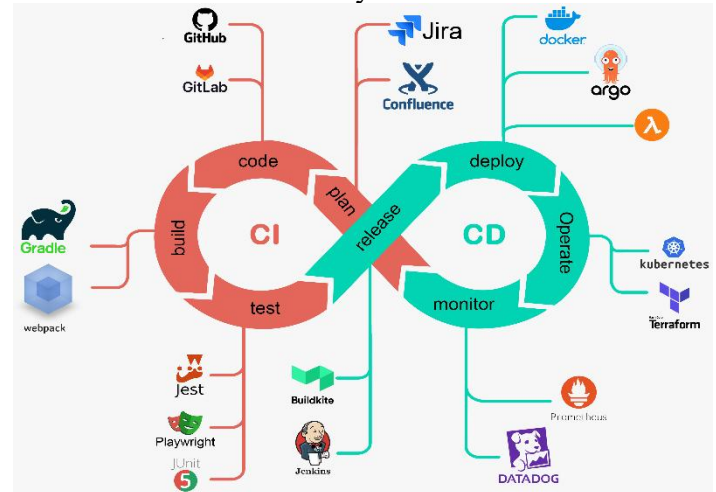 GitHub
GitLab
Jira
Confluence
docker
argo
code
plan
release
deploy
build
CI
CD
Operate
test
monitor
Gradle
webpack
kubernetes
Terraform
Jest
Playwright
JUnit
5
Buildkite
Jenkins
Prometheus
DATADOG
λ